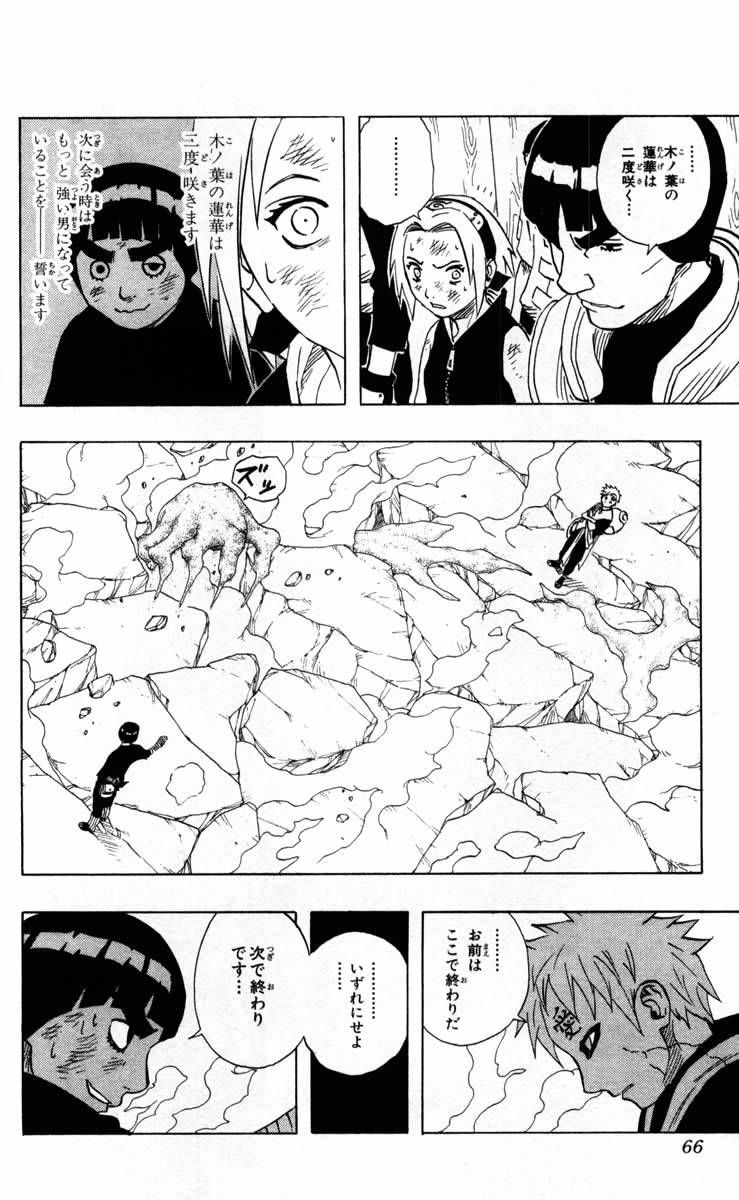 木ノ葉の
蓮華は
二度咲く…
………
木ノ葉の蓮華は
二度咲きます
次に会う時は
もっと強い男になって
いることを――誓います
ズッ
お前は
ここで終わりだ
………
………
いずれにせよ
………
次で終わり
です…
愛
66